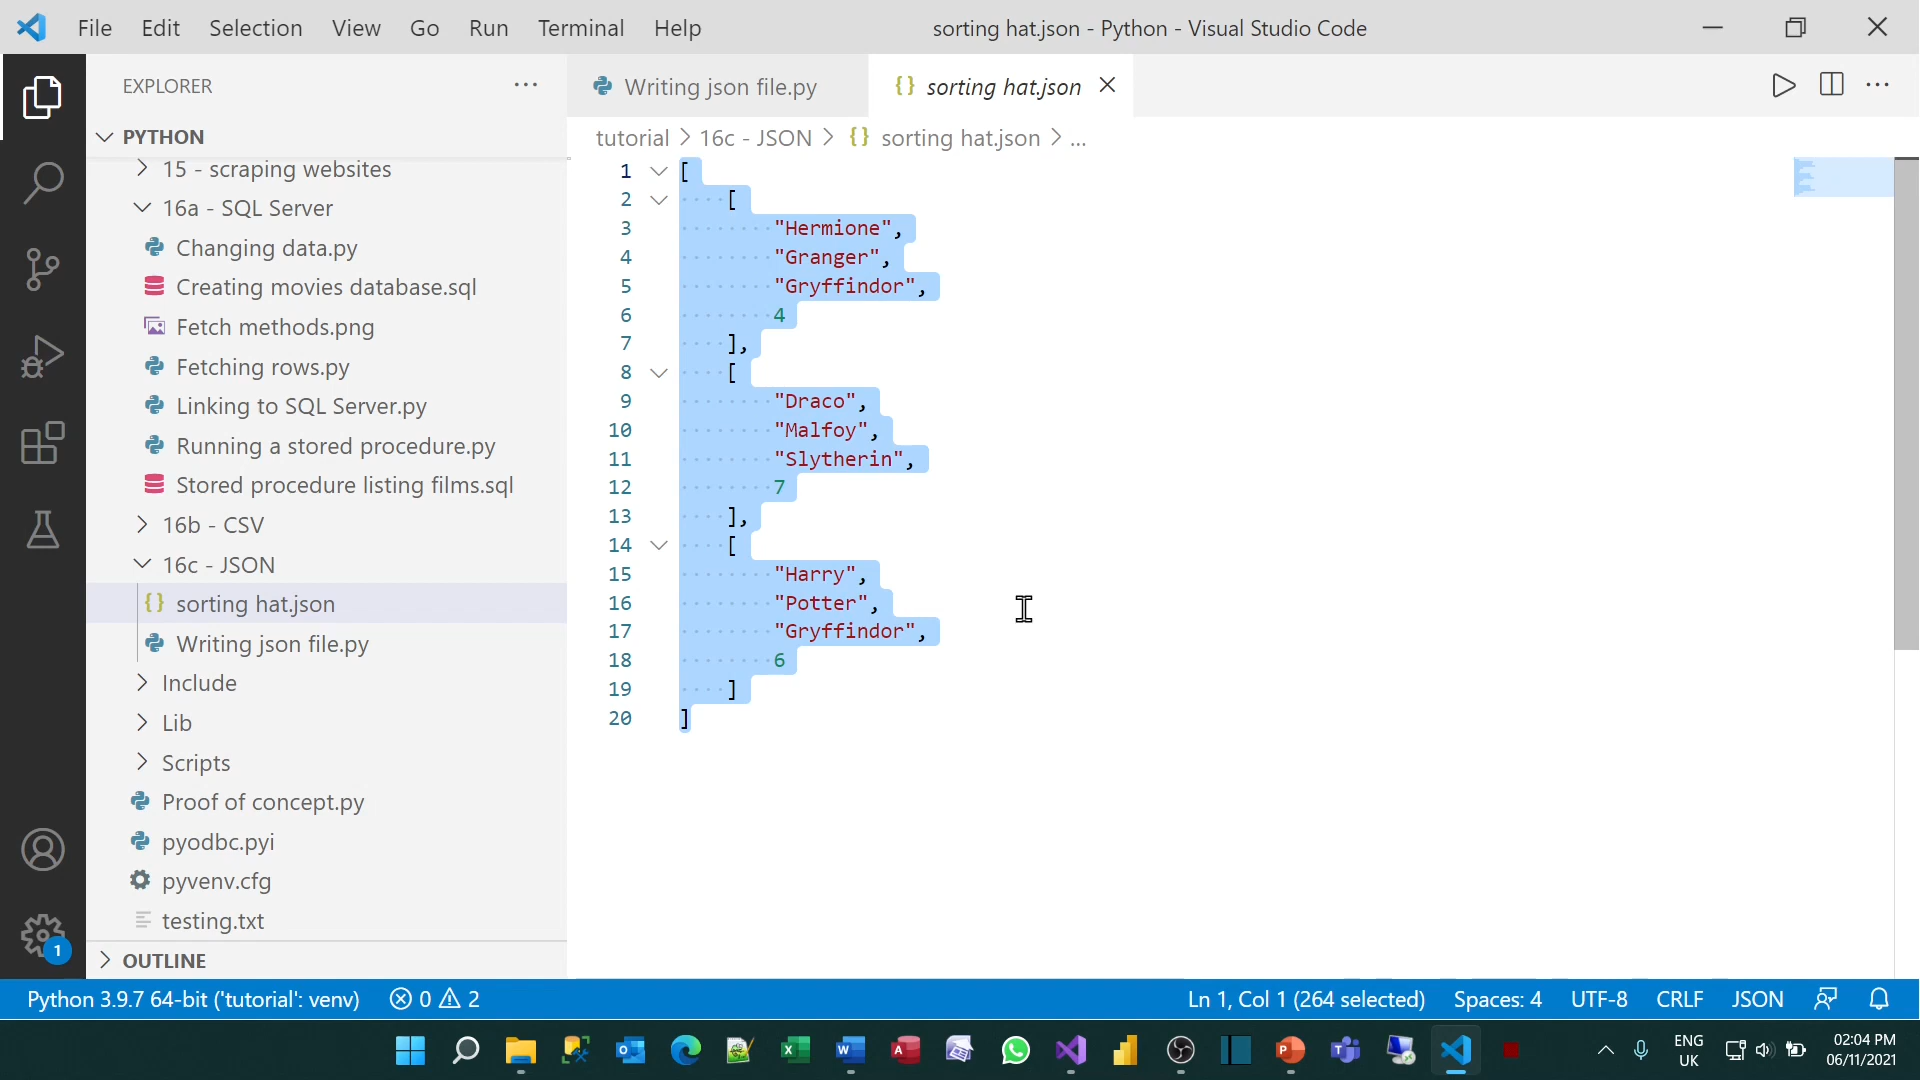 File Edit Selection View Go Run Terminal Help
sorting hat.json - Python - Visual Studio Code
EXPLORER
PYTHON
15 - scraping websites
16a - SQL Server
Changing data.py
Creating movies database.sql
Fetch methods.png
Fetching rows.py
Linking to SQL Server.py
Running a stored procedure.py
Stored procedure listing films.sql
16b - CSV
16c - JSON
{} sorting hat.json
Writing json file.py
Include
Lib
Scripts
Proof of concept.py
pyodbc.pyi
pyvenv.cfg
testing.txt
OUTLINE
1
Writing json file.py
{} sorting hat.json
tutorial > 16c - JSON > {} sorting hat.json > ...
1 [
2 [
3 "Hermione",
4 "Granger",
5 "Gryffindor",
6 4
7 ],
8 [
9 "Draco",
10 "Malfoy",
11 "Slytherin",
12 7
13 ],
14 [
15 "Harry",
16 "Potter",
17 "Gryffindor",
18 6
19 ]
20 ]
Python 3.9.7 64-bit ('tutorial': venv) 0 2
Ln 1, Col 1 (264 selected) Spaces: 4 UTF-8 CRLF JSON
ENG
UK
02:04 PM
06/11/2021